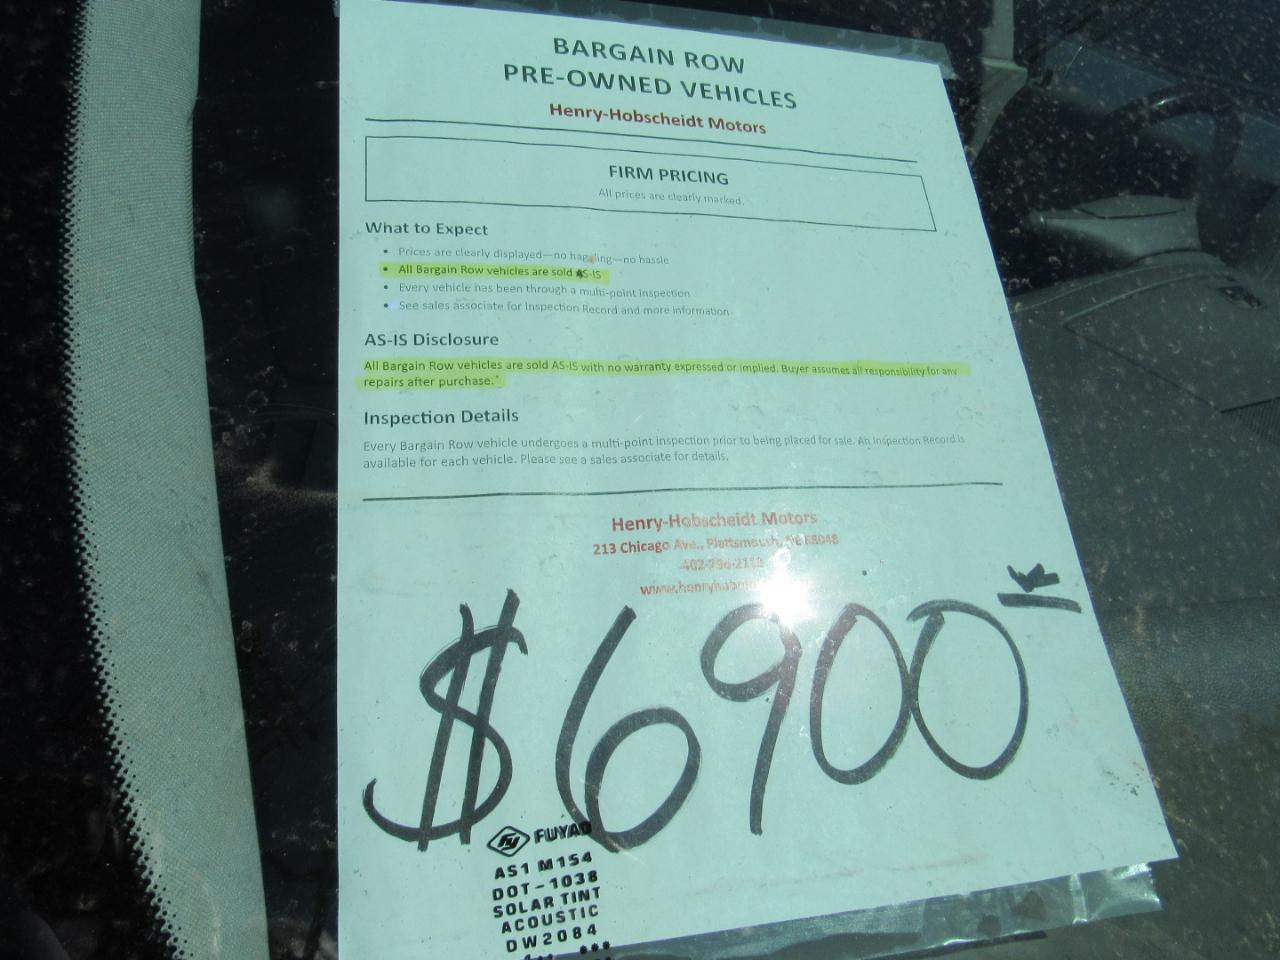 BARGAIN ROW
PRE-OWNED VEHICLES
Henry-Hobscheidt Motors
FIRM PRICING
All prices are clearly marked.
What to Expect
• Prices are clearly displayed—no haggling—no hassle
• All Bargain Row vehicles are sold AS-IS
• Every vehicle has been through a multi-point inspection
• See sales associate for Inspection Record and more information
AS-IS Disclosure
All Bargain Row vehicles are sold AS-IS with no warranty expressed or implied. Buyer assumes all responsibility for any
repairs after purchase.*
Inspection Details
Every Bargain Row vehicle undergoes a multi-point inspection prior to being placed for sale. An Inspection Record is
available for each vehicle. Please see a sales associate for details.
Henry-Hobscheidt Motors
213 Chicago Ave., Plattsmouth, NE 68048
$6900
FUYAO
AS1 M154
DOT-1038
SOLAR TINT
ACOUSTIC
DW2084